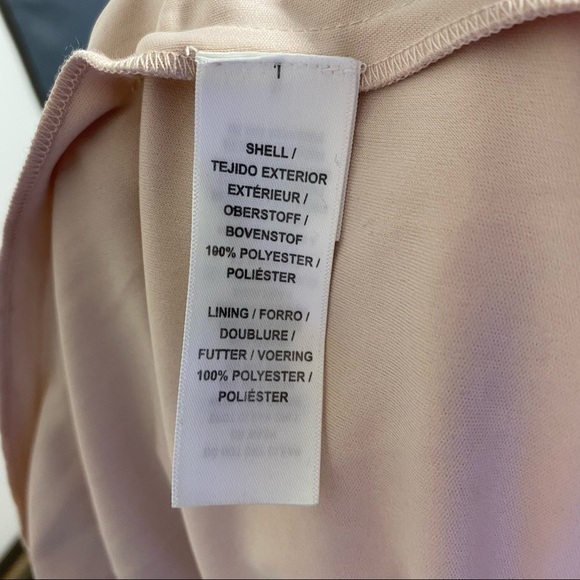 1
SHELL /
TEJIDO EXTERIOR
EXTÉRIEUR /
OBERSTOFF /
BOVENSTOF
100% POLYESTER /
POLIÉSTER
LINING / FORRO /
DOUBLURE /
FUTTER / VOERING
100% POLYESTER /
POLIÉSTER